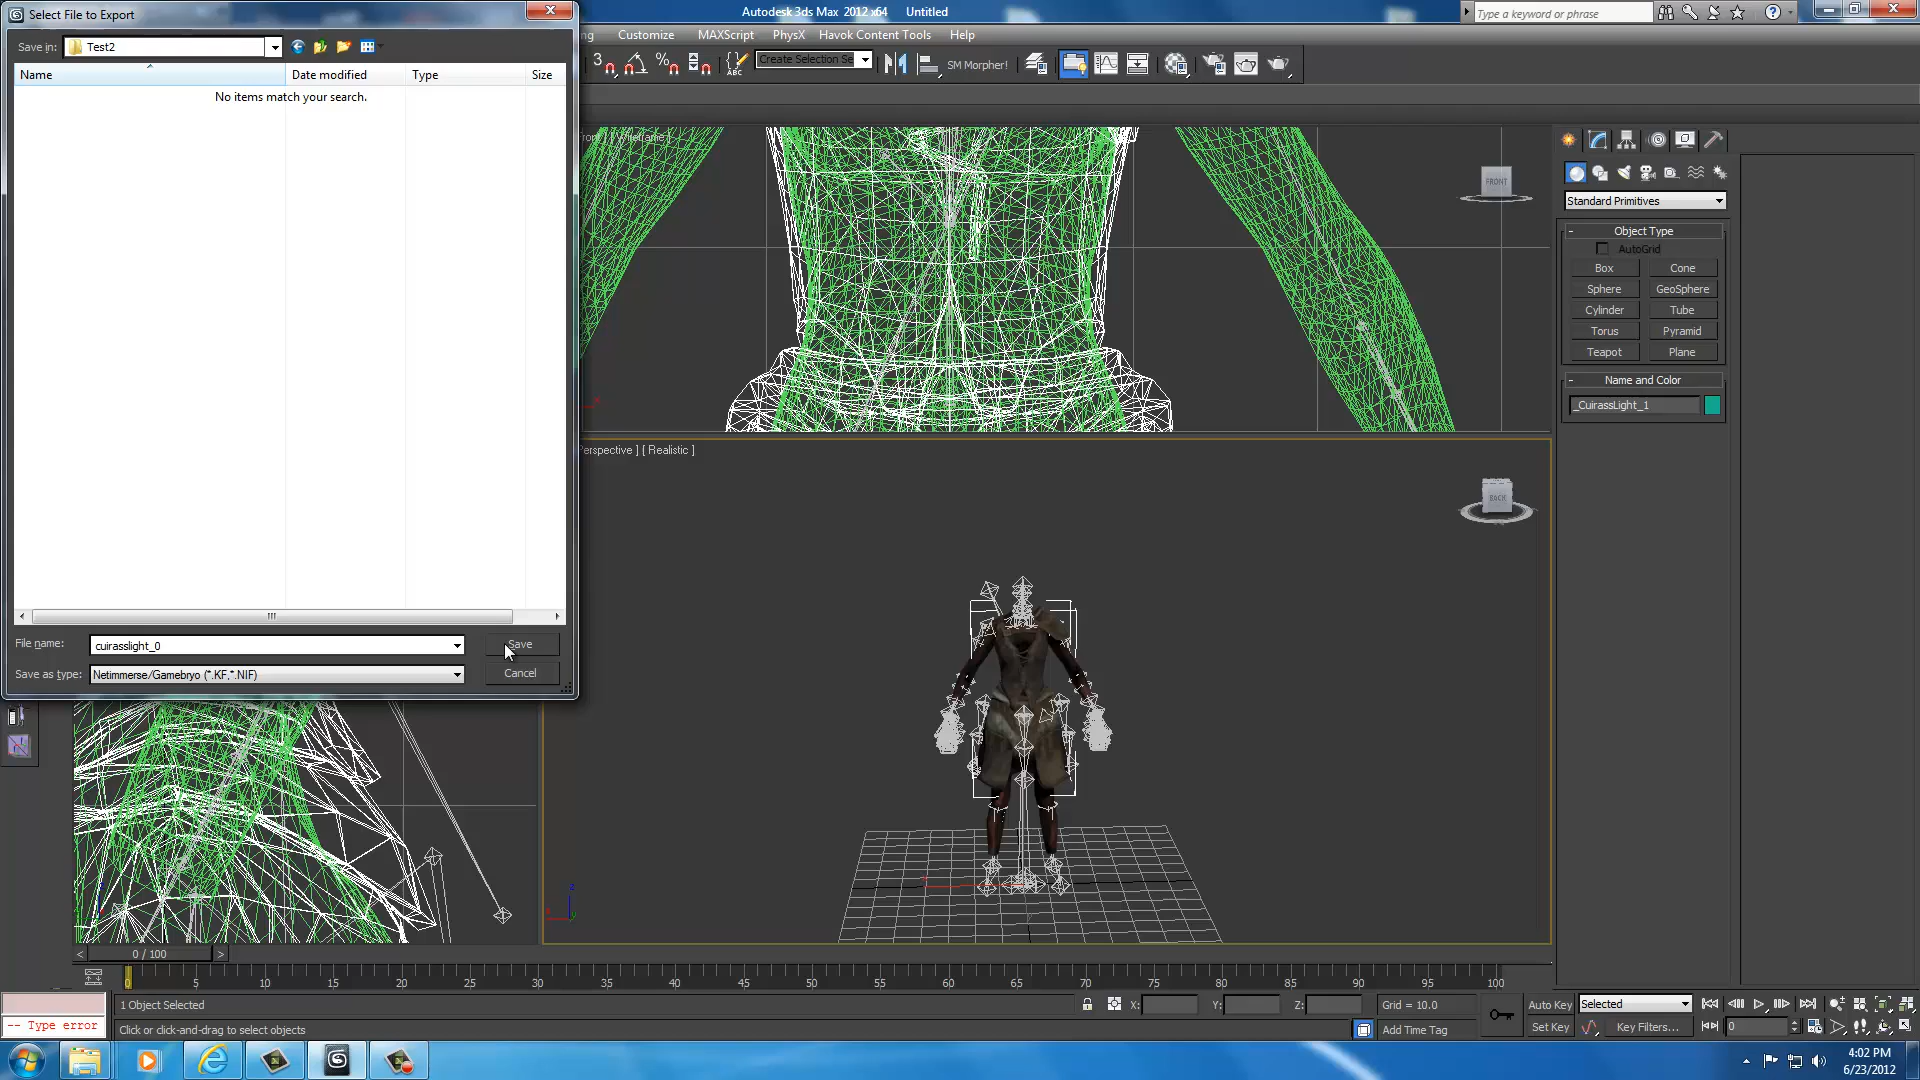 Select File to Export
Autodesk 3ds Max 2012 x64 Untitled
Type a keyword or phrase
Save in: Test2
ng Customize MAXScript PhysX Havok Content Tools Help
3
Create Selection Se
SM Morpher!
Name Date modified Type Size
No items match your search.
FRONT
Standard Primitives
- Object Type
AutoGrid
Box Cone
Sphere GeoSphere
Cylinder Tube
Torus Pyramid
Teapot Plane
- Name and Color
_CuirassLight_1
Perspective ] [ Realistic ]
BACK
File name: cuirasslight_0 Save
Save as type: Netimmerse/Gamebryo (*.KF,*.NIF) Cancel
z
< 0 / 100 >
0 5 10 15 20 25 30 35 40 45 50 55 60 65 70 75 80 85 90 95 100
1 Object Selected X: Y: Z: Grid = 10.0 Auto Key Selected
-- Type error Click or click-and-drag to select objects Add Time Tag Set Key Key Filters... 0
4:02 PM
6/23/2012